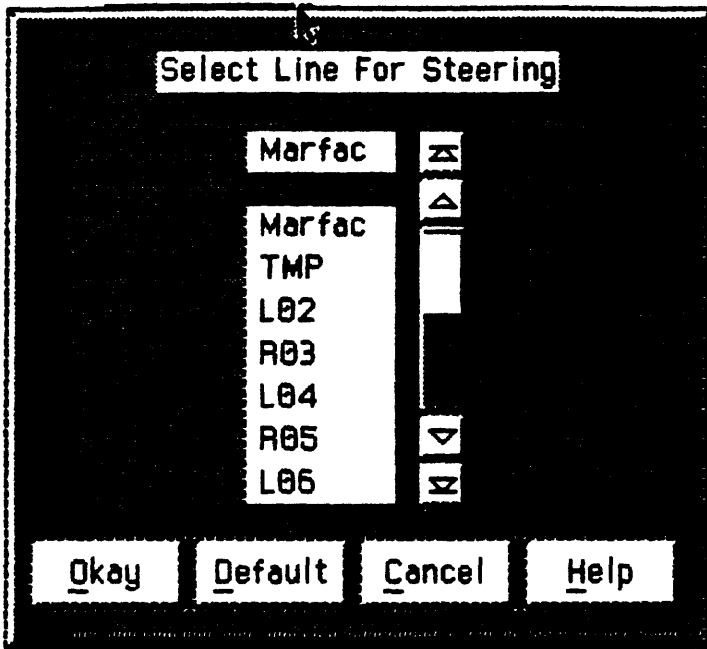 Select Line For Steering
Marfac
Marfac
TMP
L02
R03
L04
R05
L06
Okay Default Cancel Help